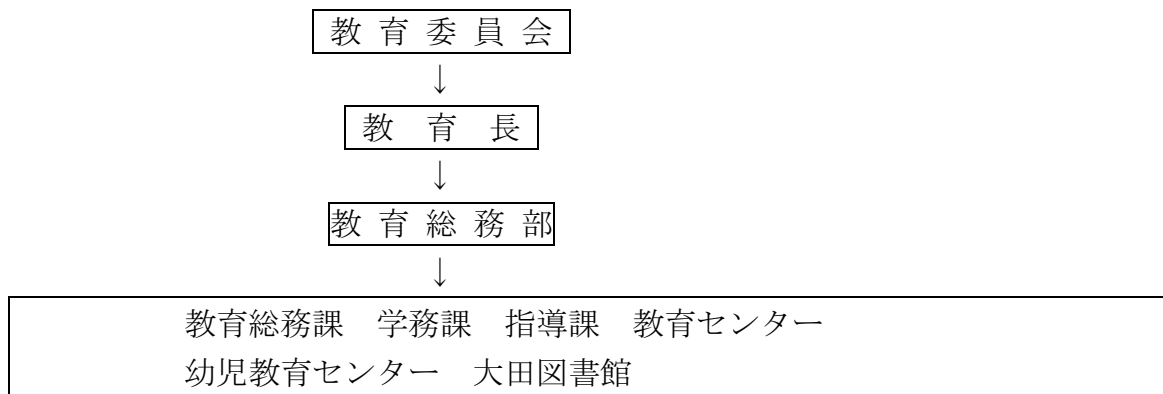 教育委員会
↓
教育長
↓
教育総務部
↓
教育総務課　学務課　指導課　教育センター
幼児教育センター　大田図書館